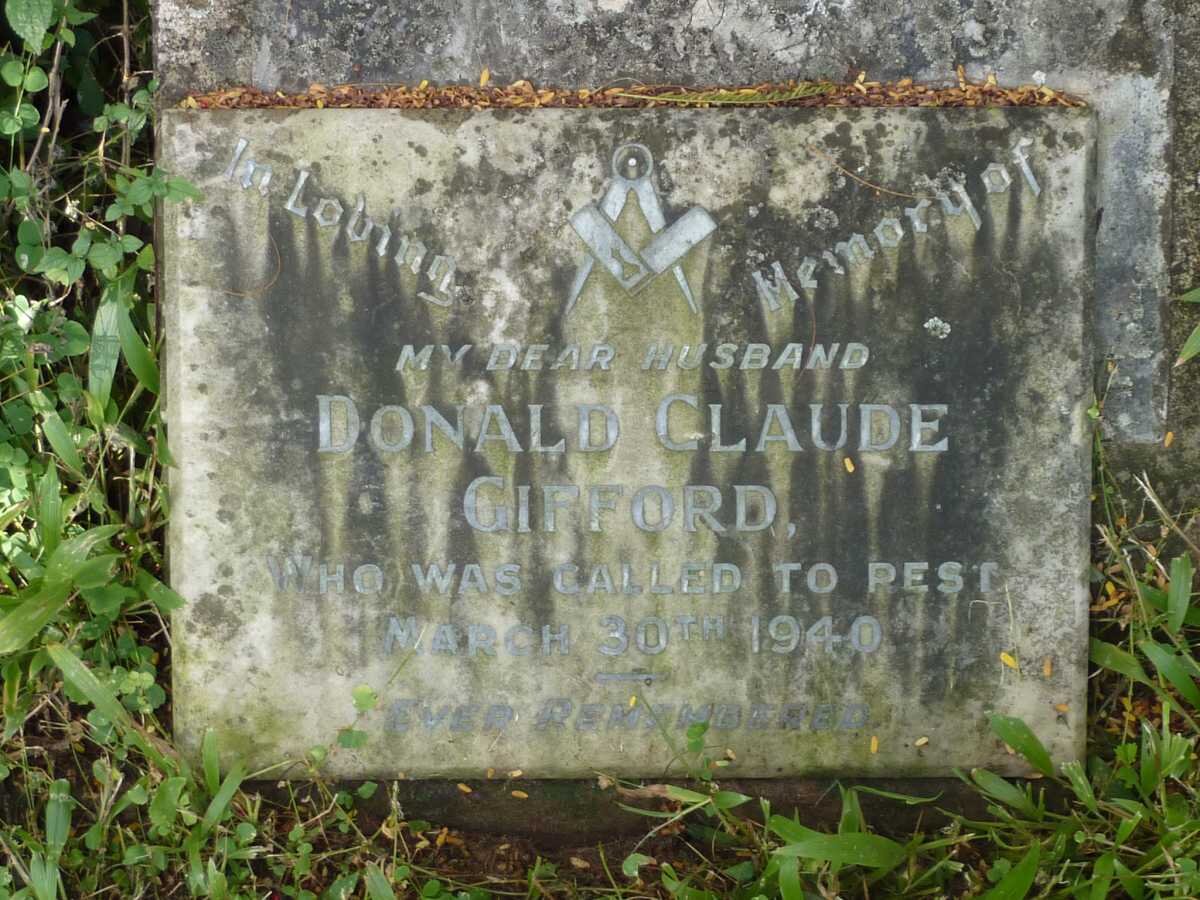 In Loving Memory of
MY DEAR HUSBAND
DONALD CLAUDE
GIFFORD,
WHO WAS CALLED TO REST
MARCH 30TH 1940
EVER REMEMBERED